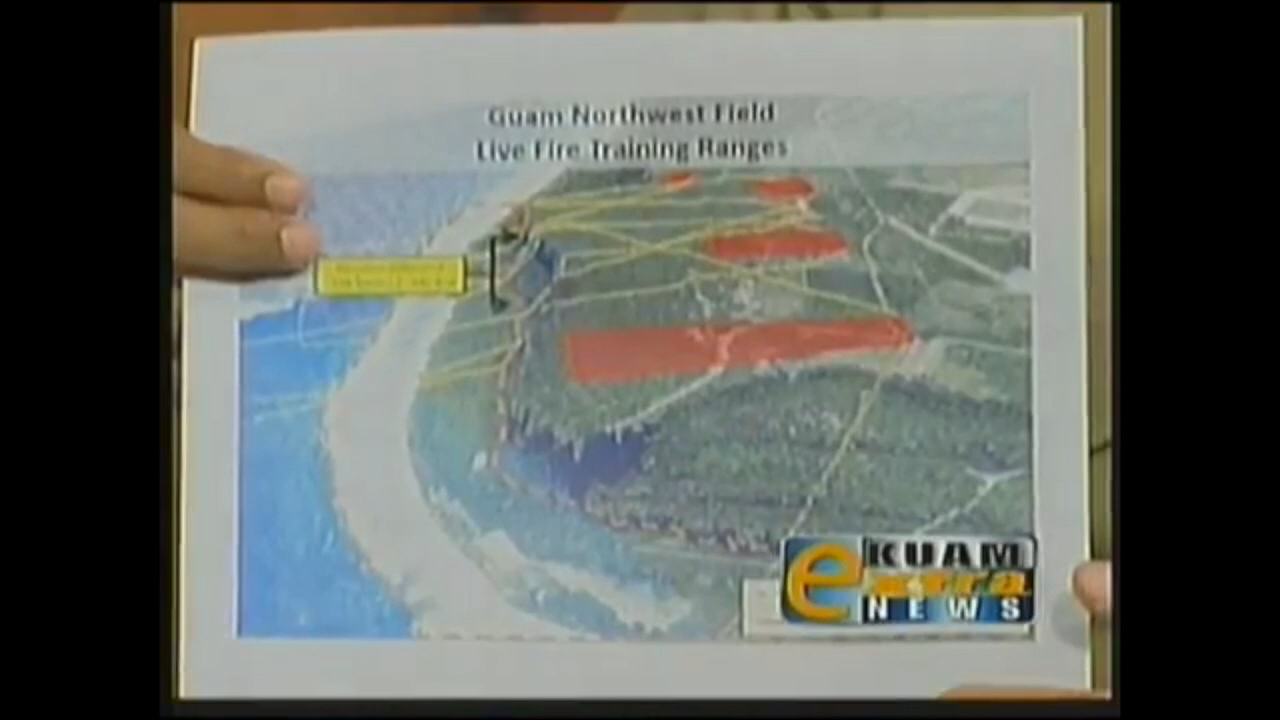 Guam Northwest Field
Live Fire Training Ranges
KUAM
extra
NEWS